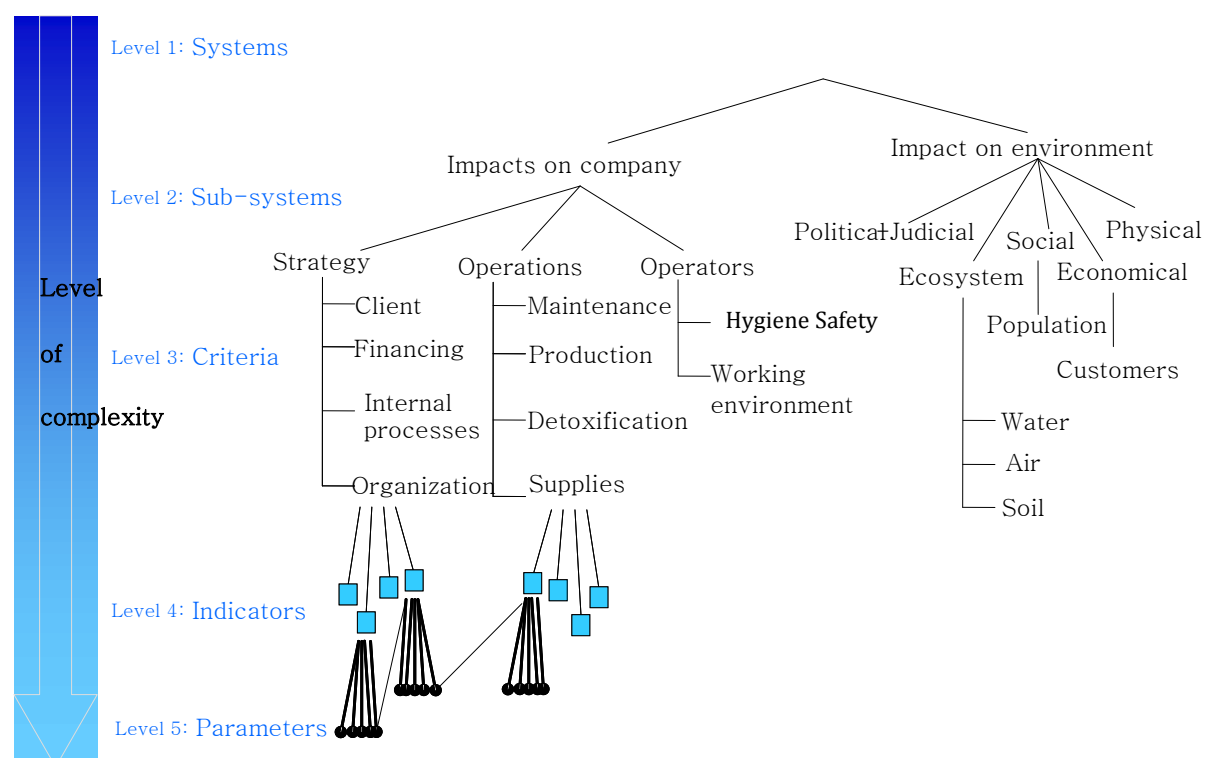 Level 1: Systems
Impacts on company
Impact on environment
Level 2: Sub-systems
Strategy
Operations
Operators
Political-Judicial
Ecosystem
Social
Economical
Physical
Level
of
complexity
Level 3: Criteria
Client
Financing
Internal
processes
Organization
Maintenance
Production
Detoxification
Supplies
Hygiene Safety
Working
environment
Population
Customers
Water
Air
Soil
Level 4: Indicators
Level 5: Parameters